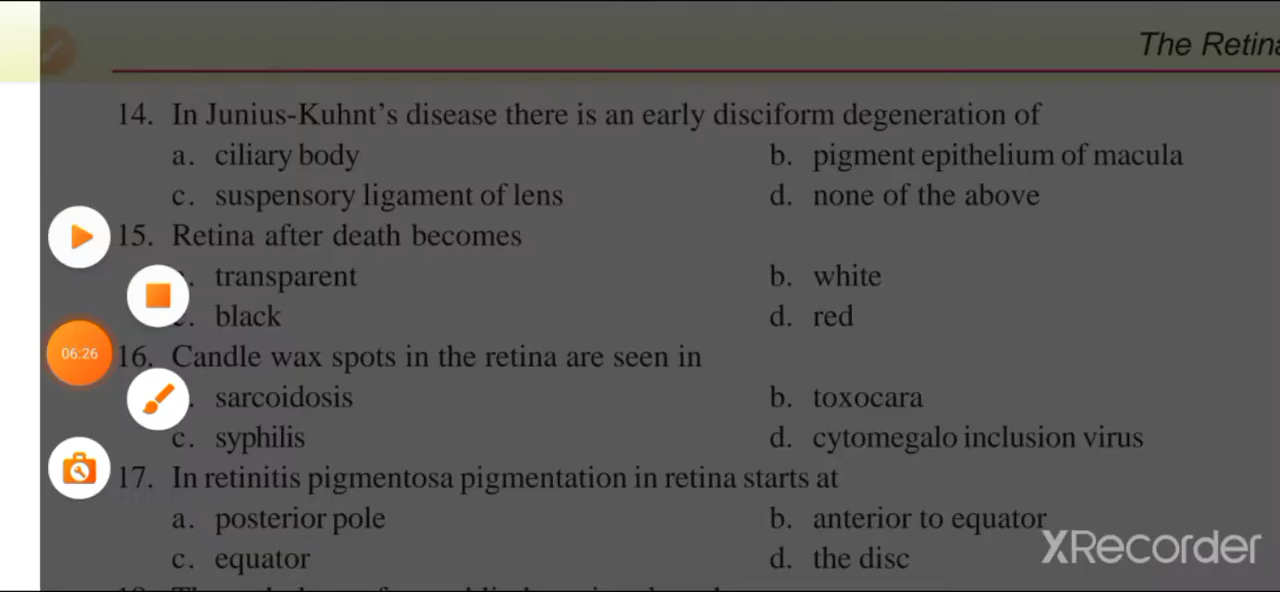 The Retina
14. In Junius-Kuhnt's disease there is an early disciform degeneration of
a. ciliary body b. pigment epithelium of macula
c. suspensory ligament of lens d. none of the above
15. Retina after death becomes
. transparent b. white
. black d. red
06:26
16. Candle wax spots in the retina are seen in
. sarcoidosis b. toxocara
c. syphilis d. cytomegalo inclusion virus
17. In retinitis pigmentosa pigmentation in retina starts at
a. posterior pole b. anterior to equator
c. equator d. the disc
XRecorder